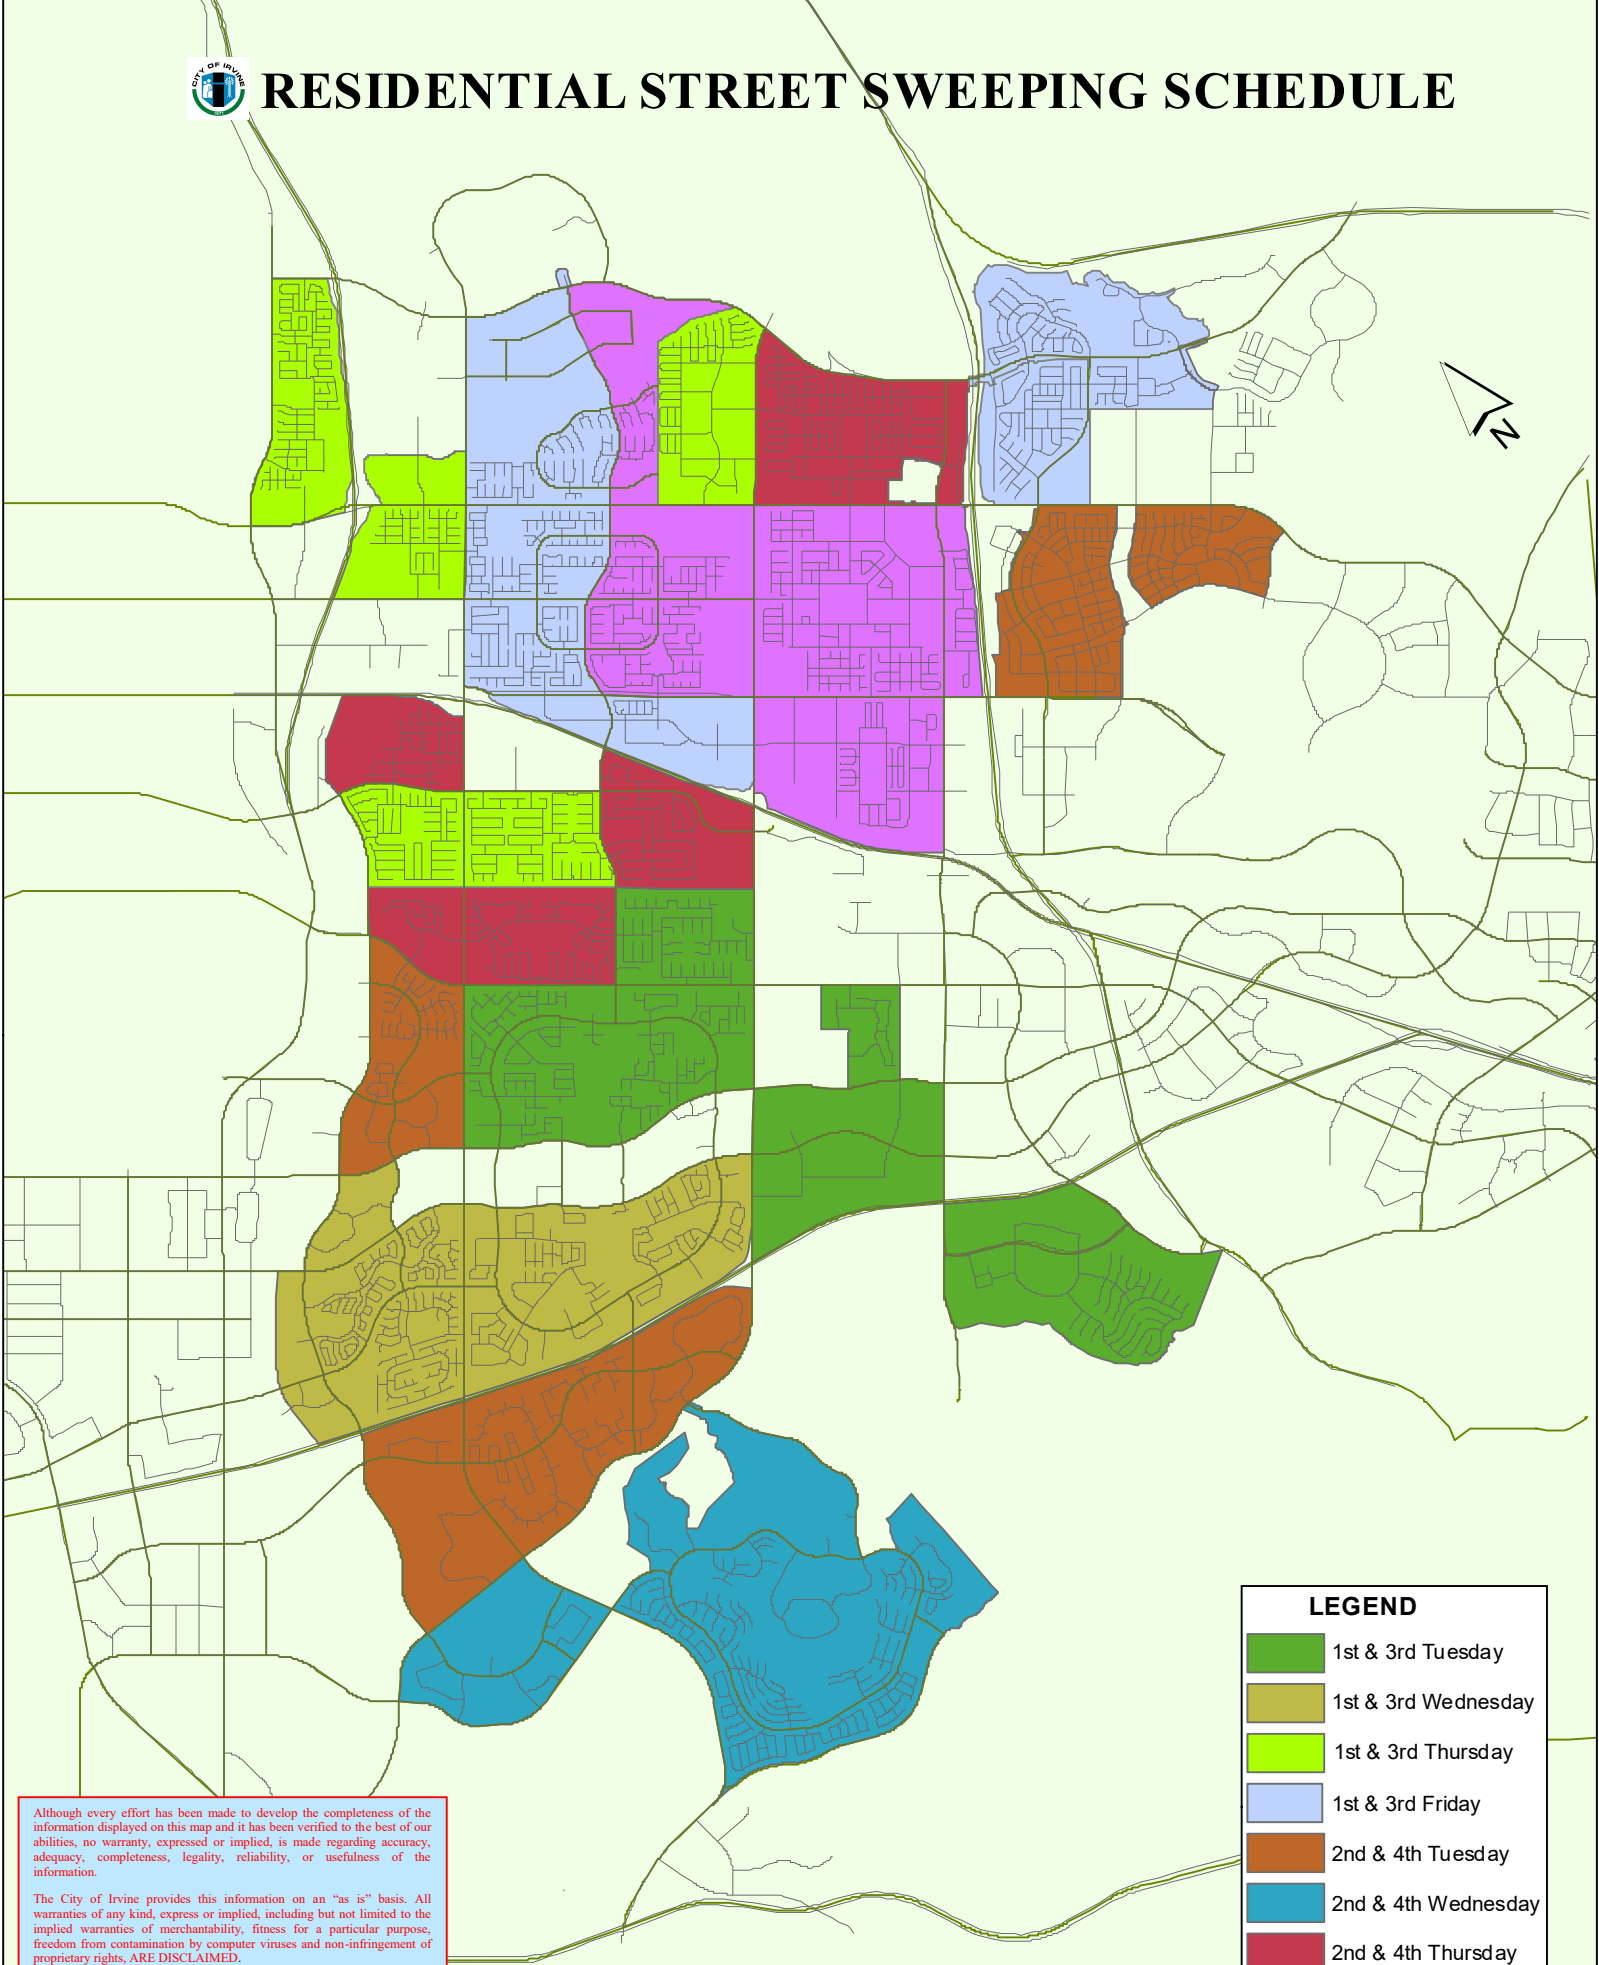 CITY OF IRVINE
RESIDENTIAL STREET SWEEPING SCHEDULE
N
LEGEND
1st & 3rd Tuesday
1st & 3rd Wednesday
1st & 3rd Thursday
1st & 3rd Friday
2nd & 4th Tuesday
2nd & 4th Wednesday
2nd & 4th Thursday
Although every effort has been made to develop the completeness of the
information displayed on this map and it has been verified to the best of our
abilities, no warranty, expressed or implied, is made regarding accuracy,
adequacy, completeness, legality, reliability, or usefulness of the
information.
The City of Irvine provides this information on an “as is” basis. All
warranties of any kind, express or implied, including but not limited to the
implied warranties of merchantability, fitness for a particular purpose,
freedom from contamination by computer viruses and non-infringement of
proprietary rights, ARE DISCLAIMED.